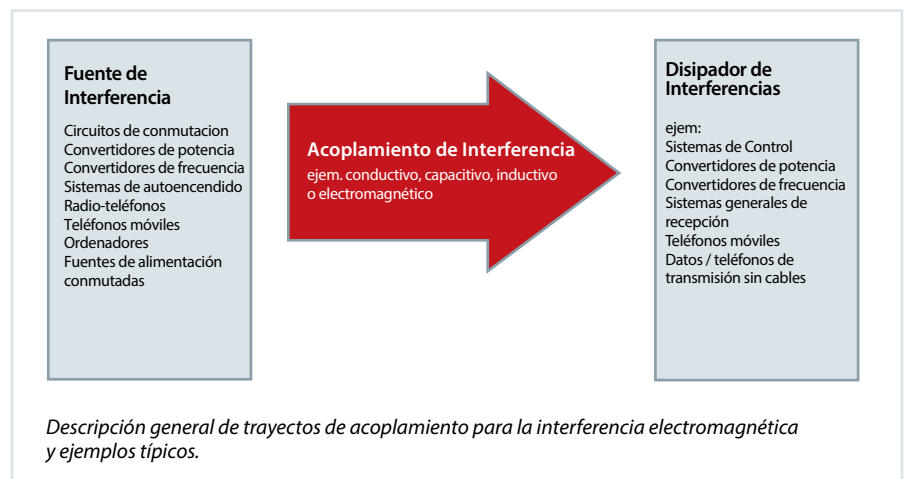 Fuente de
Interferencia
Circuitos de conmutacion
Convertidores de potencia
Convertidores de frecuencia
Sistemas de autoencendido
Radio-teléfonos
Teléfonos móviles
Ordenadores
Fuentes de alimentación
conmutadas
Acoplamiento de Interferencia
ejem. conductivo, capacitivo, inductivo
o electromagnético
Disipador de
Interferencias
ejem:
Sistemas de Control
Convertidores de potencia
Convertidores de frecuencia
Sistemas generales de
recepción
Teléfonos móviles
Datos / teléfonos de
transmisión sin cables
Descripción general de trayectos de acoplamiento para la interferencia electromagnética
y ejemplos típicos.